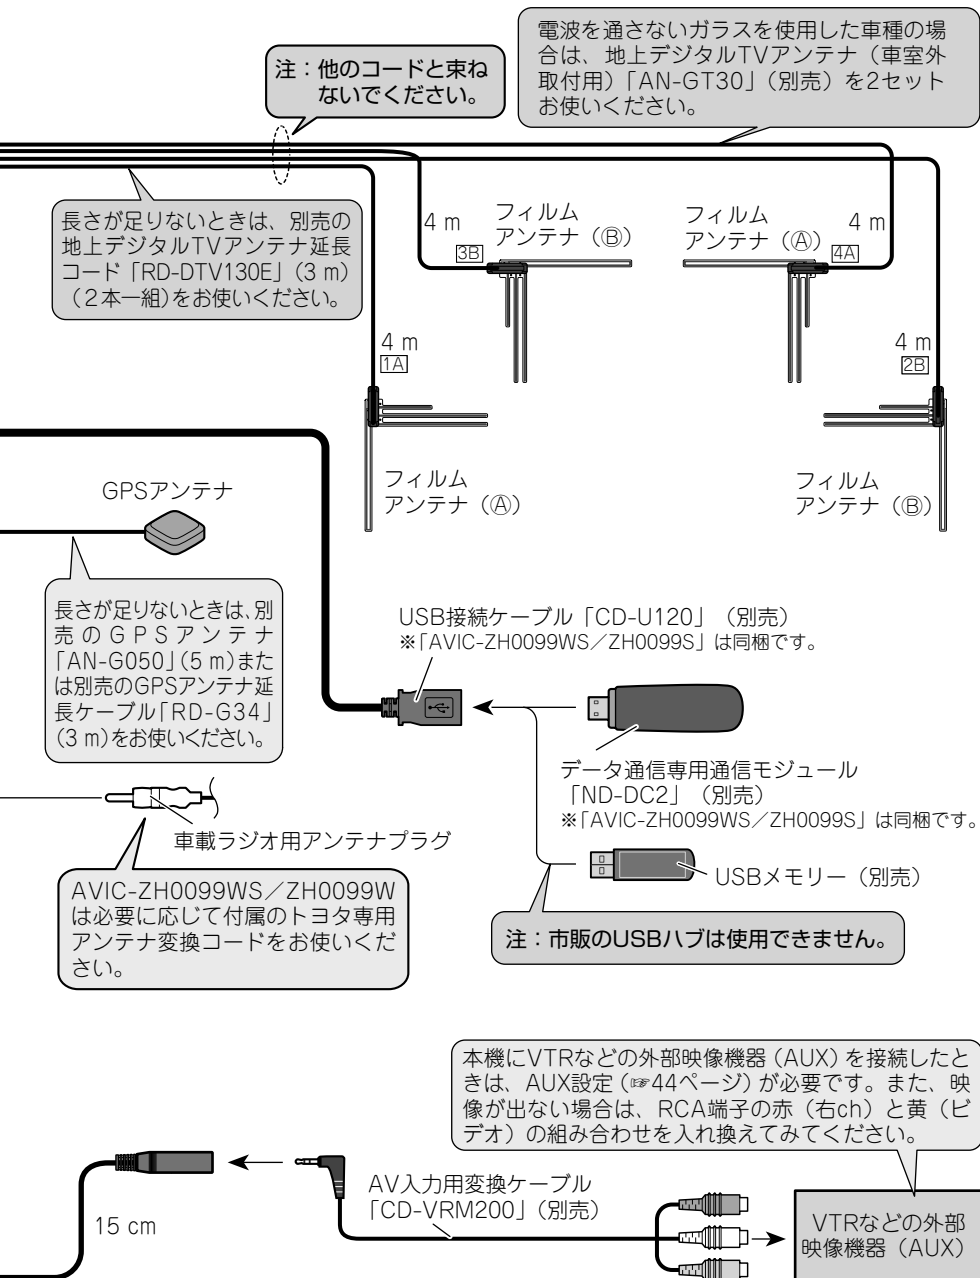 電波を通さないガラスを使用した車種の場
合は、地上デジタルTVアンテナ（車室外
取付用）「AN-GT30」（別売）を2セット
お使いください。
注：他のコードと束ね
ないでください。
長さが足りないときは、別売の
地上デジタルTVアンテナ延長
コード「RD-DTV130E」（3 m）
（2本一組）をお使いください。
4 m
3B
フィルム
アンテナ（Ⓑ）
フィルム
アンテナ（Ⓐ）
4 m
4A
4 m
1A
4 m
2B
フィルム
アンテナ（Ⓐ）
フィルム
アンテナ（Ⓑ）
GPSアンテナ
長さが足りないときは、別
売のGPSアンテナ
「AN-G050」（5 m）また
は別売のGPSアンテナ延
長ケーブル「RD-G34」
（3 m）をお使いください。
USB接続ケーブル「CD-U120」（別売）
※「AVIC-ZH0099WS／ZH0099S」は同梱です。
データ通信専用通信モジュール
「ND-DC2」（別売）
※「AVIC-ZH0099WS／ZH0099S」は同梱です。
車載ラジオ用アンテナプラグ
AVIC-ZH0099WS／ZH0099W
は必要に応じて付属のトヨタ専用
アンテナ変換コードをお使いくだ
さい。
USBメモリー（別売）
注：市販のUSBハブは使用できません。
本機にVTRなどの外部映像機器（AUX）を接続したと
きは、AUX設定（☞44ページ）が必要です。また、映
像が出ない場合は、RCA端子の赤（右ch）と黄（ビ
デオ）の組み合わせを入れ換えてみてください。
15 cm
AV入力用変換ケーブル
「CD-VRM200」（別売）
VTRなどの外部
映像機器（AUX）